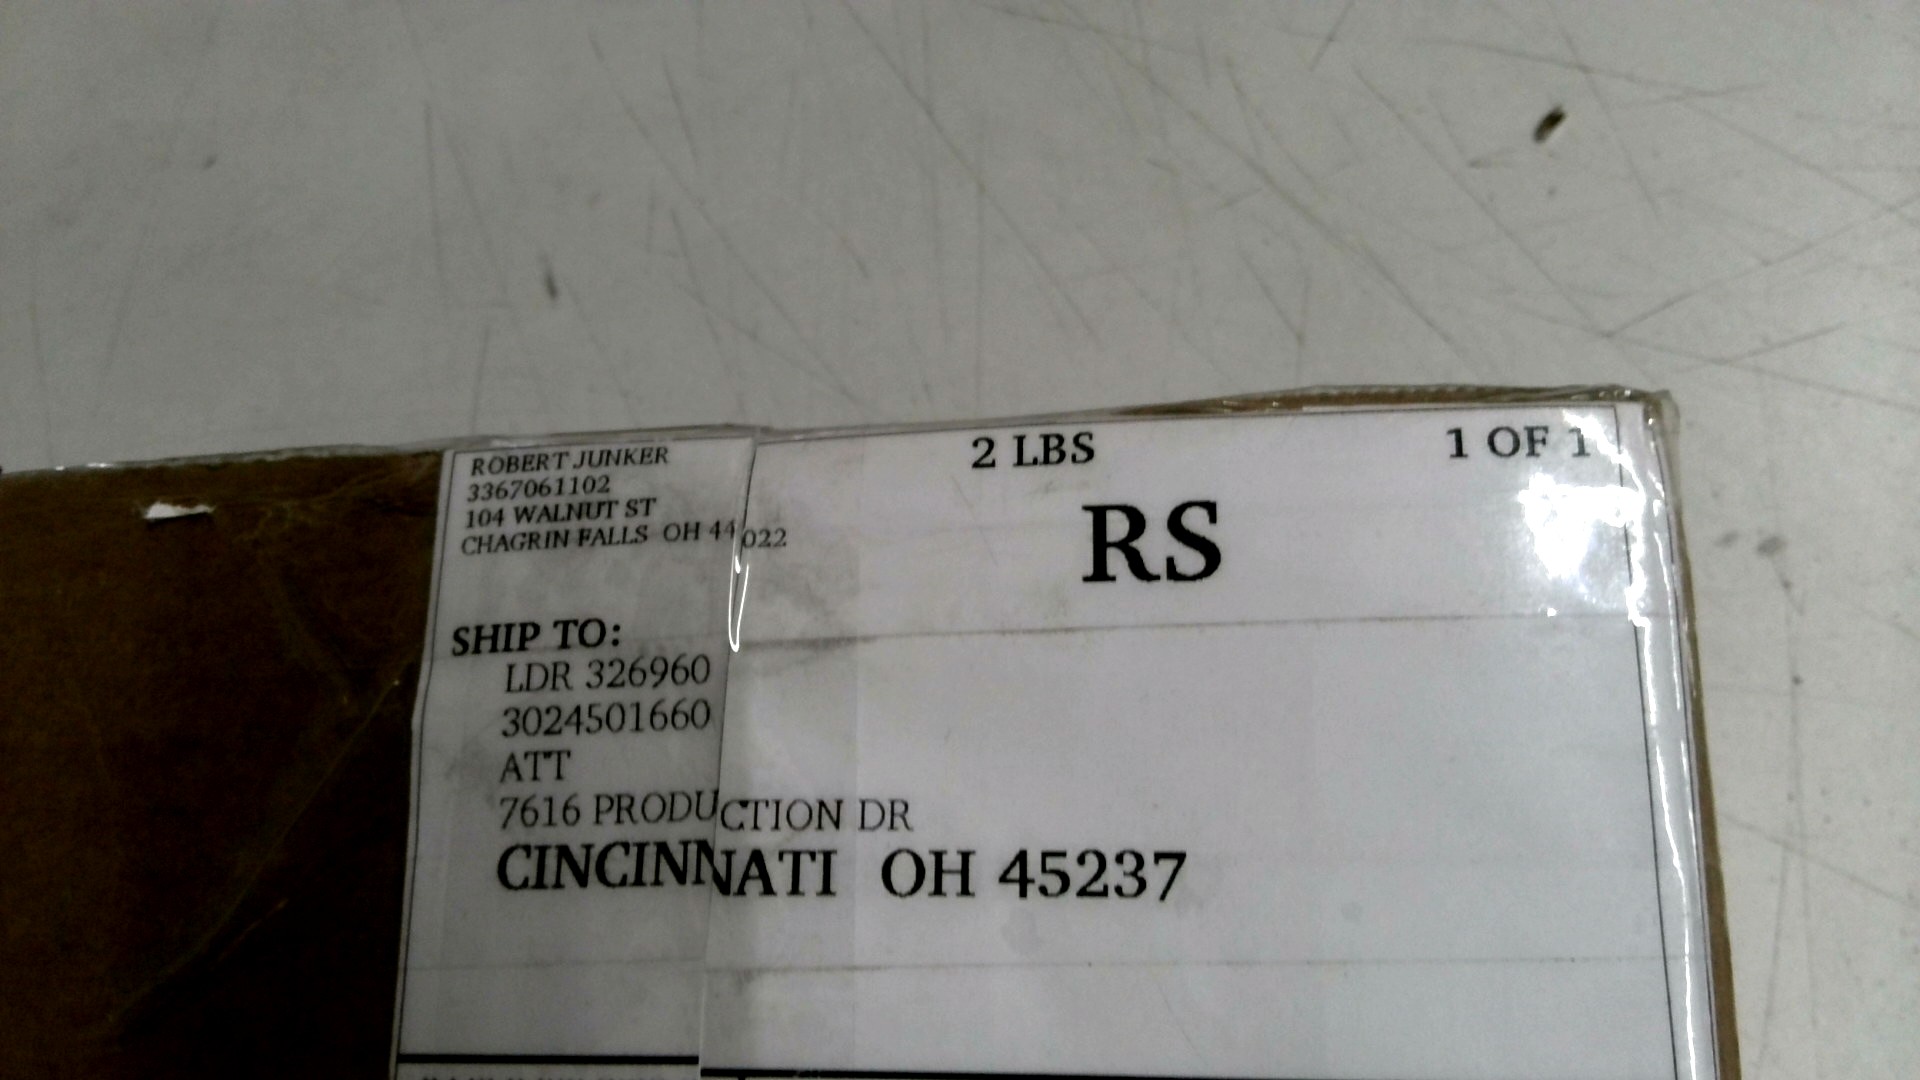 ROBERT JUNKER
3367061102
104 WALNUT ST
CHAGRIN FALLS OH 44022
2 LBS
1 OF 1
RS
SHIP TO:
LDR 326960
3024501660
ATT
7616 PRODUCTION DR
CINCINNATI OH 45237